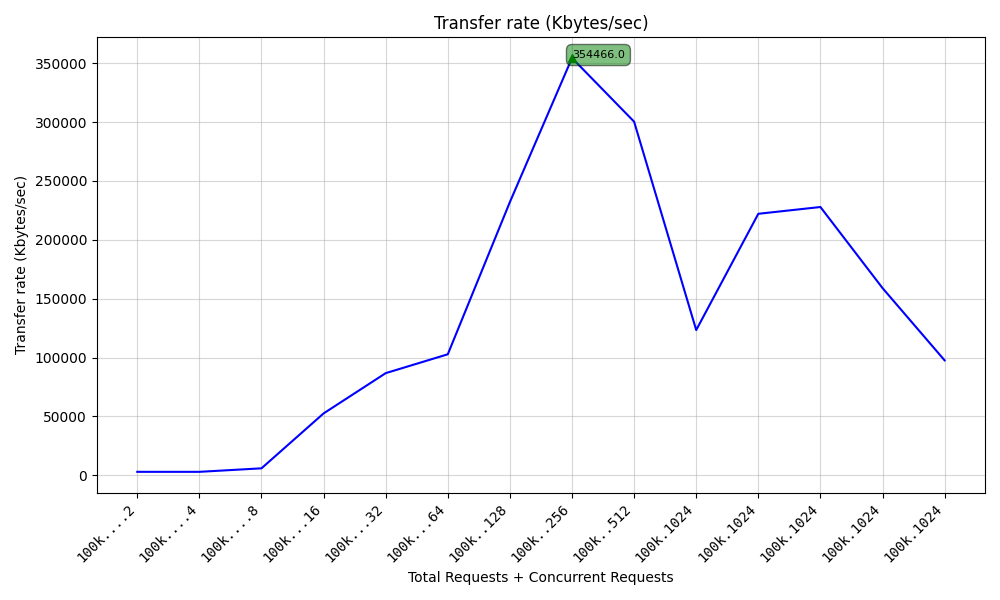 Transfer rate (Kbytes/sec)
354466.0
350000
300000
250000
200000
150000
100000
50000
0
Transfer rate (Kbytes/sec)
100k....2
100k....4
100k....8
100k...16
100k...32
100k...64
100k..128
100k..256
100k..512
100k.1024
100k.1024
100k.1024
100k.1024
100k.1024
Total Requests + Concurrent Requests